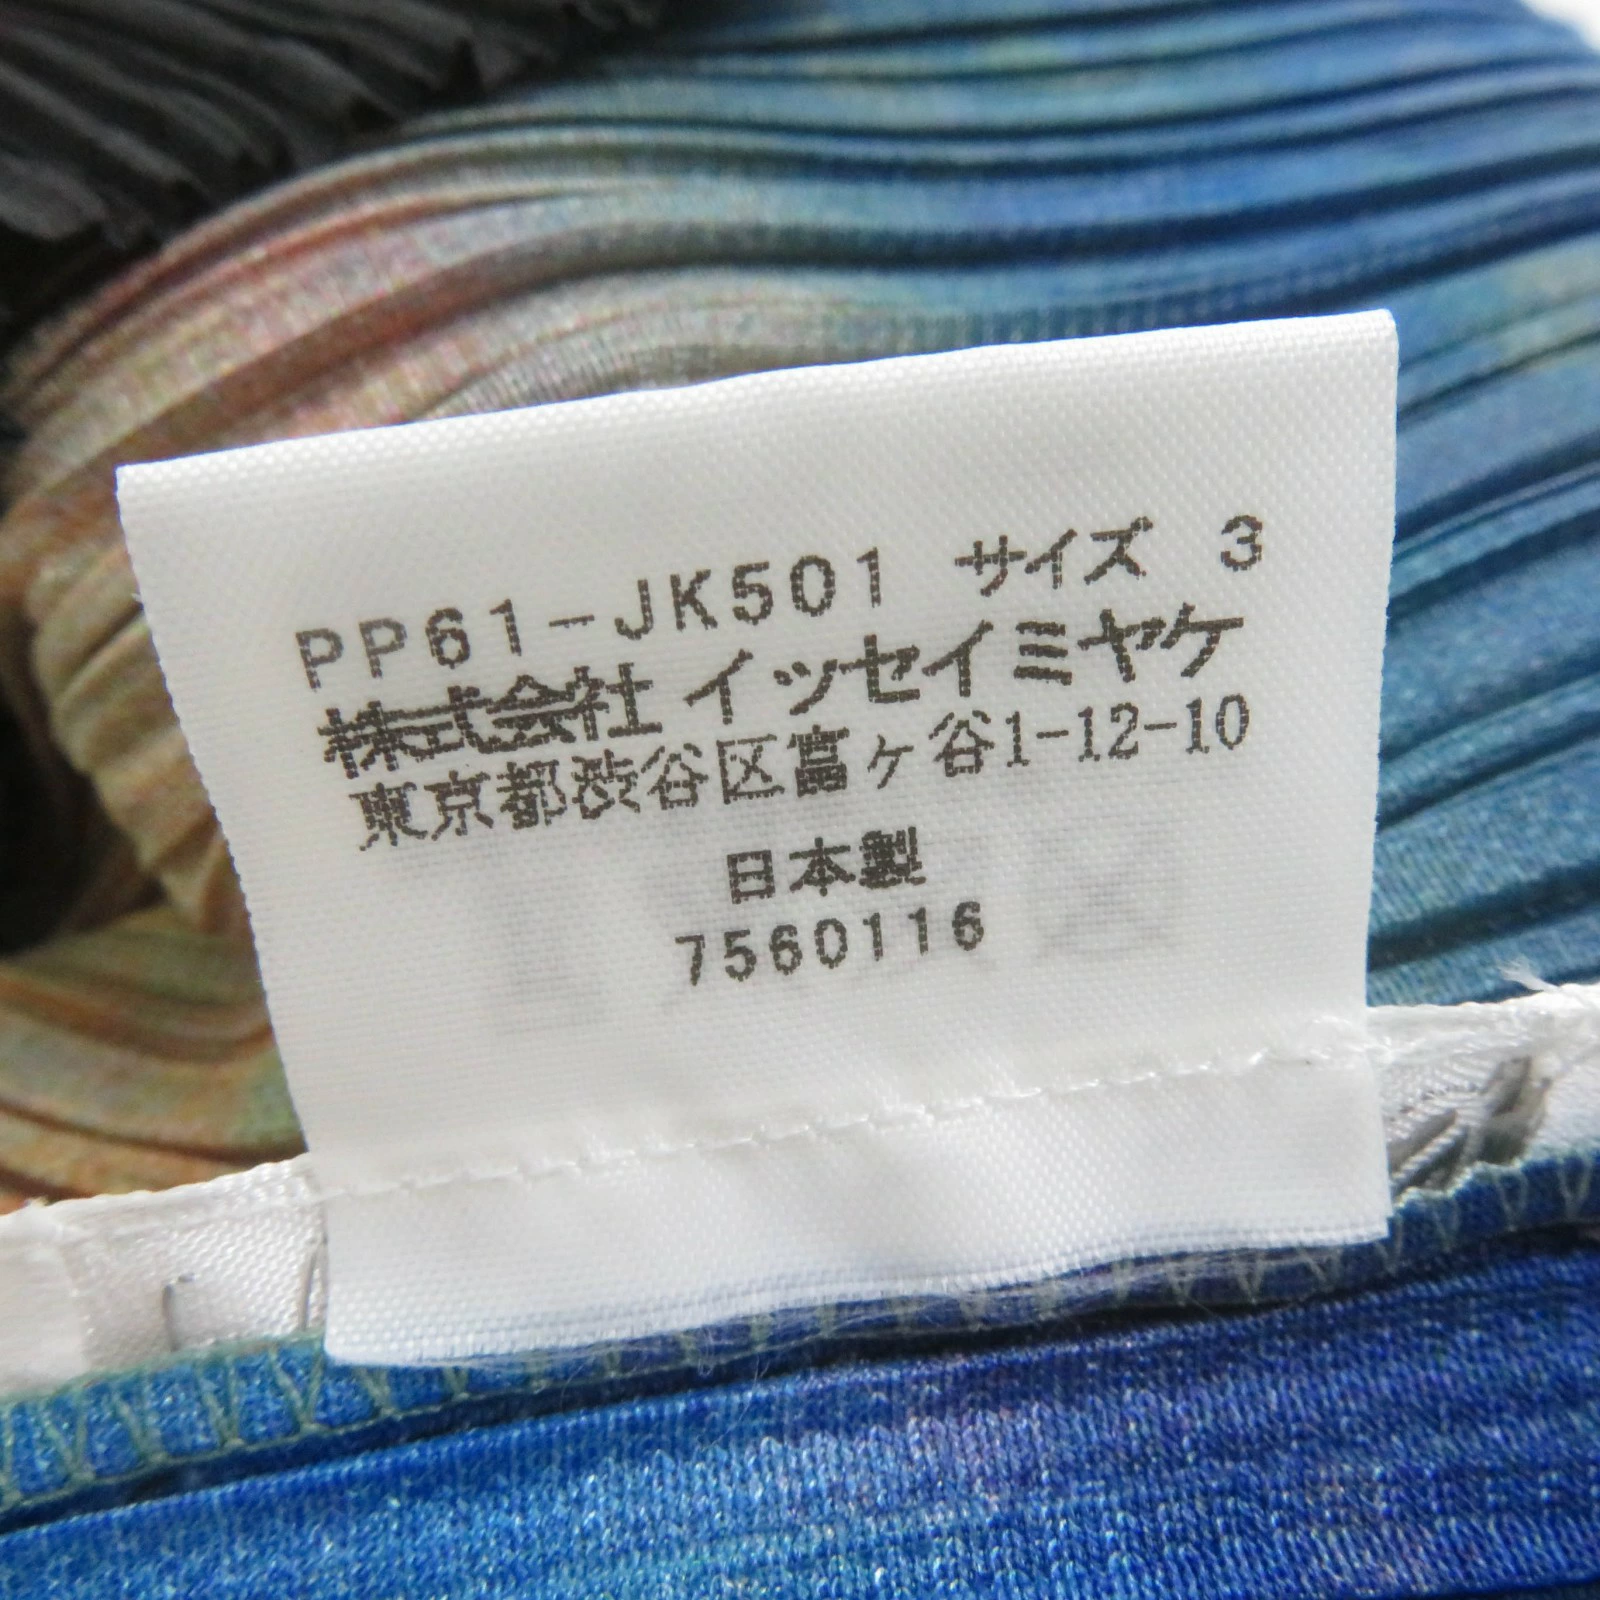 PP61-JK501 サイズ 3
株式会社 イッセイミヤケ
東京都渋谷区富ヶ谷1-12-10
日本製
7560116